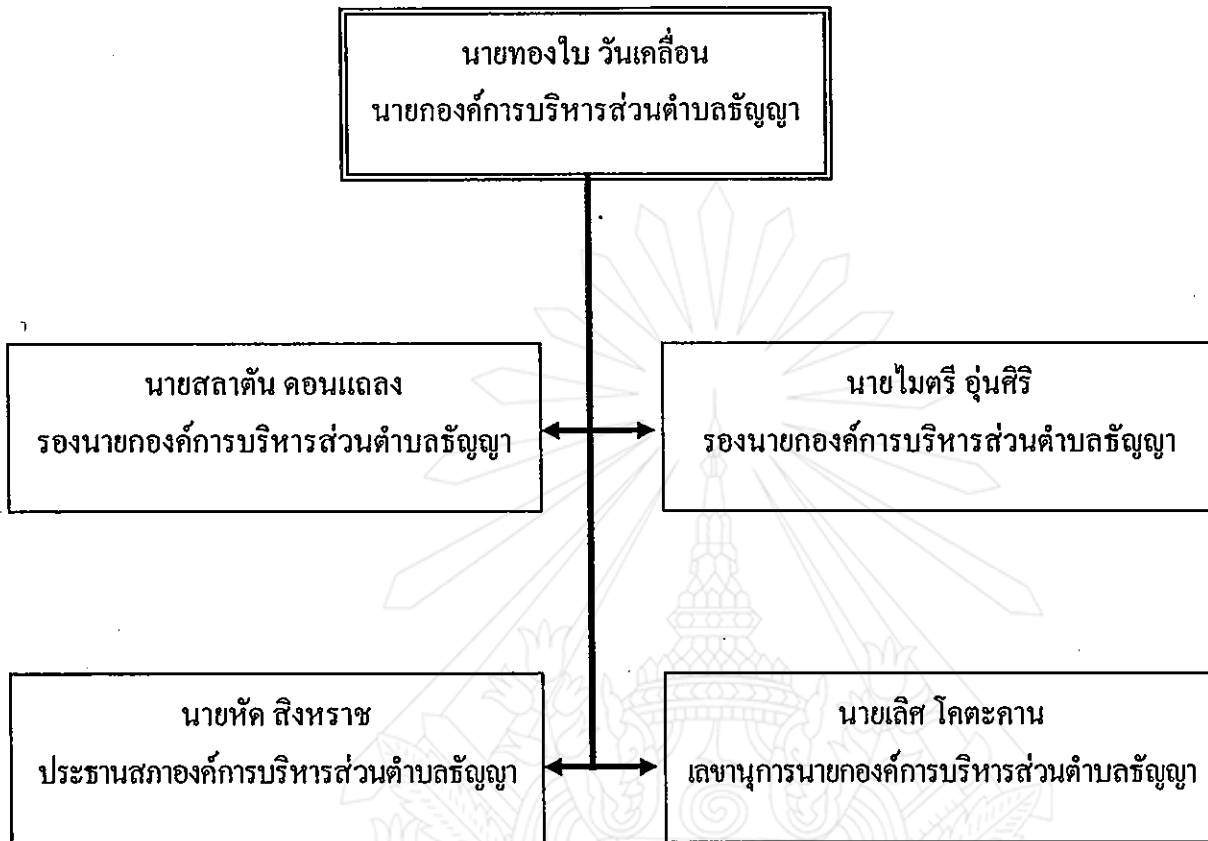 นายทองใบ วันเคลื่อน
นายกองค์การบริหารส่วนตำบลธัญญา
นายสลาตัน ดอนแถลง
รองนายกองค์การบริหารส่วนตำบลธัญญา
นายไมตรี อุ่นศิริ
รองนายกองค์การบริหารส่วนตำบลธัญญา
นายหัด สิงหราช
ประธานสภาองค์การบริหารส่วนตำบลธัญญา
นายเลิศ โคตะคาน
เลขานุการนายกองค์การบริหารส่วนตำบลธัญญา